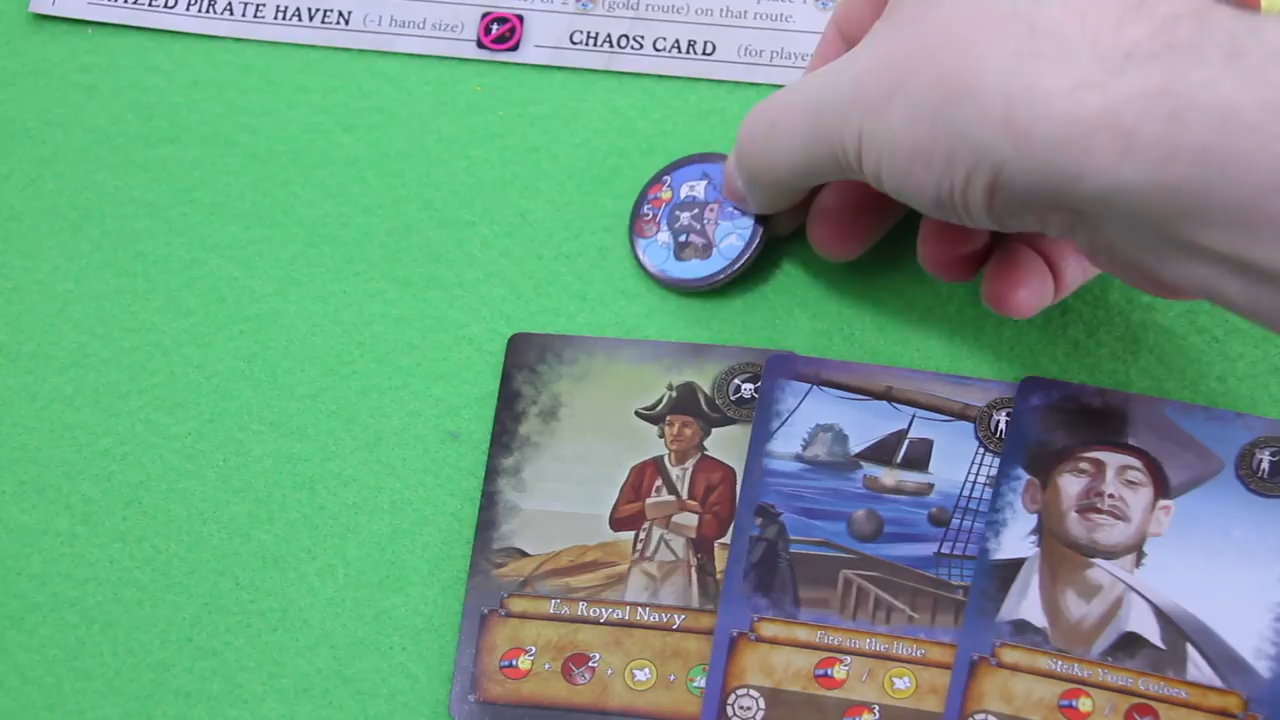 (gold route) on that route.
PIRATE HAVEN (-1 hand size)
CHAOS CARD (for player
2
5/
Ex Royal Navy
2 + 2 + +
Fire in the Hole
2 /
3
Strike Your Colors
/